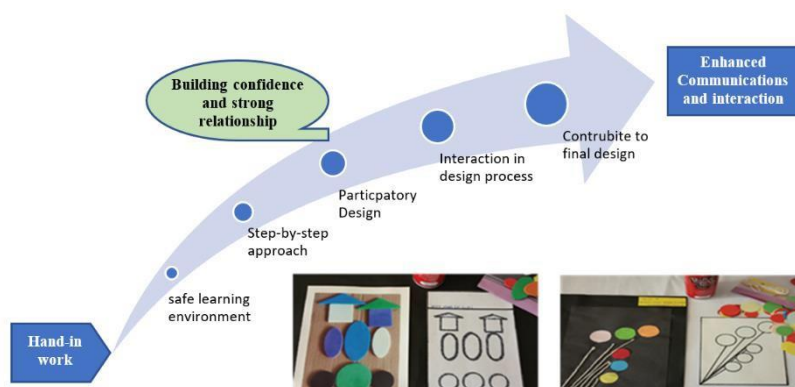 Building confidence
and strong
relationship
Enhanced
Communications
and interaction
Contrubite to
final design
Interaction in
design process
Particpatory
Design
Step-by-step
approach
safe learning
environment
Hand-in
work